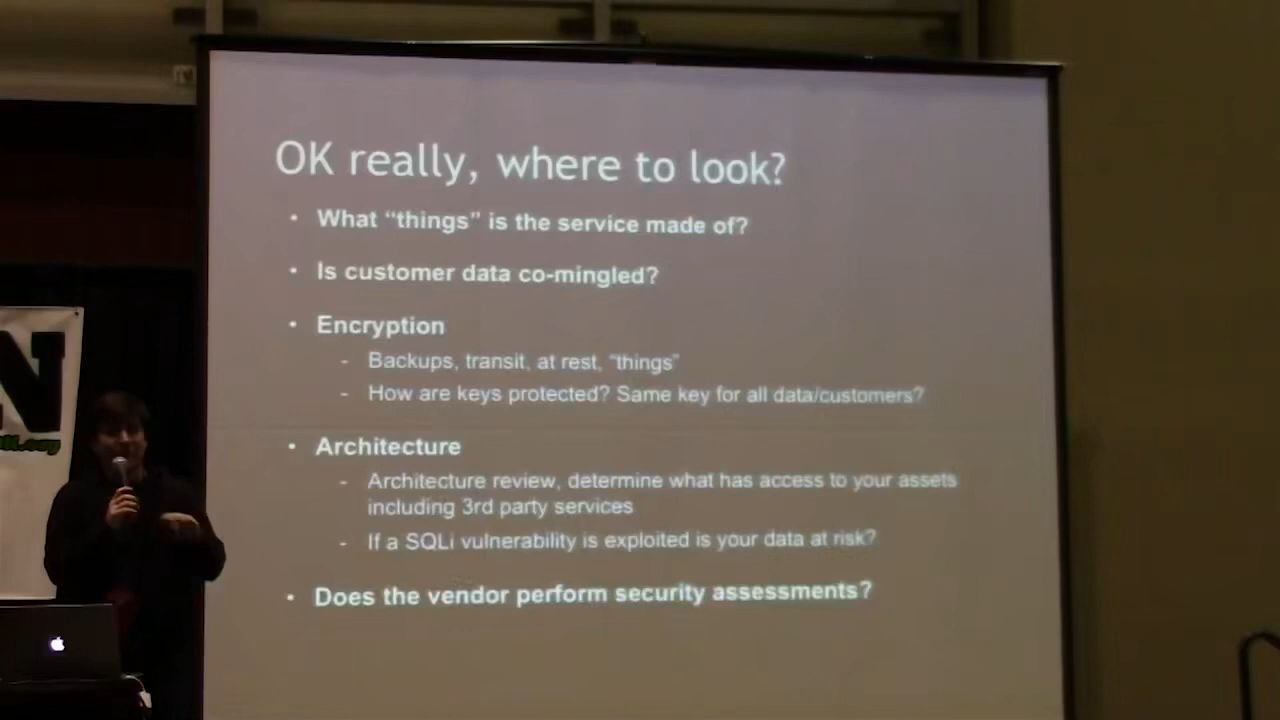 OK really, where to look?
• What “things” is the service made of?
• Is customer data co-mingled?
• Encryption
- Backups, transit, at rest, “things”
- How are keys protected? Same key for all data/customers?
• Architecture
- Architecture review, determine what has access to your assets
including 3rd party services
- If a SQLi vulnerability is exploited is your data at risk?
• Does the vendor perform security assessments?
N